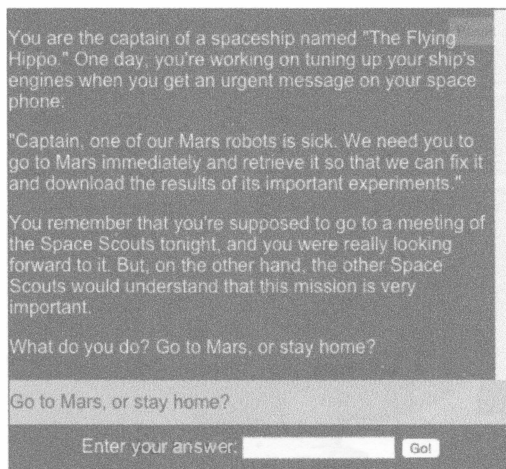 You are the captain of a spaceship named "The Flying
Hippo." One day, you're working on tuning up your ship's
engines when you get an urgent message on your space
phone:
"Captain, one of our Mars robots is sick. We need you to
go to Mars immediately and retrieve it so that we can fix it
and download the results of its important experiments."
You remember that you're supposed to go to a meeting of
the Space Scouts tonight, and you were really looking
forward to it. But, on the other hand, the other Space
Scouts would understand that this mission is very
important.
What do you do? Go to Mars, or stay home?
Go to Mars, or stay home?
Enter your answer: Go!